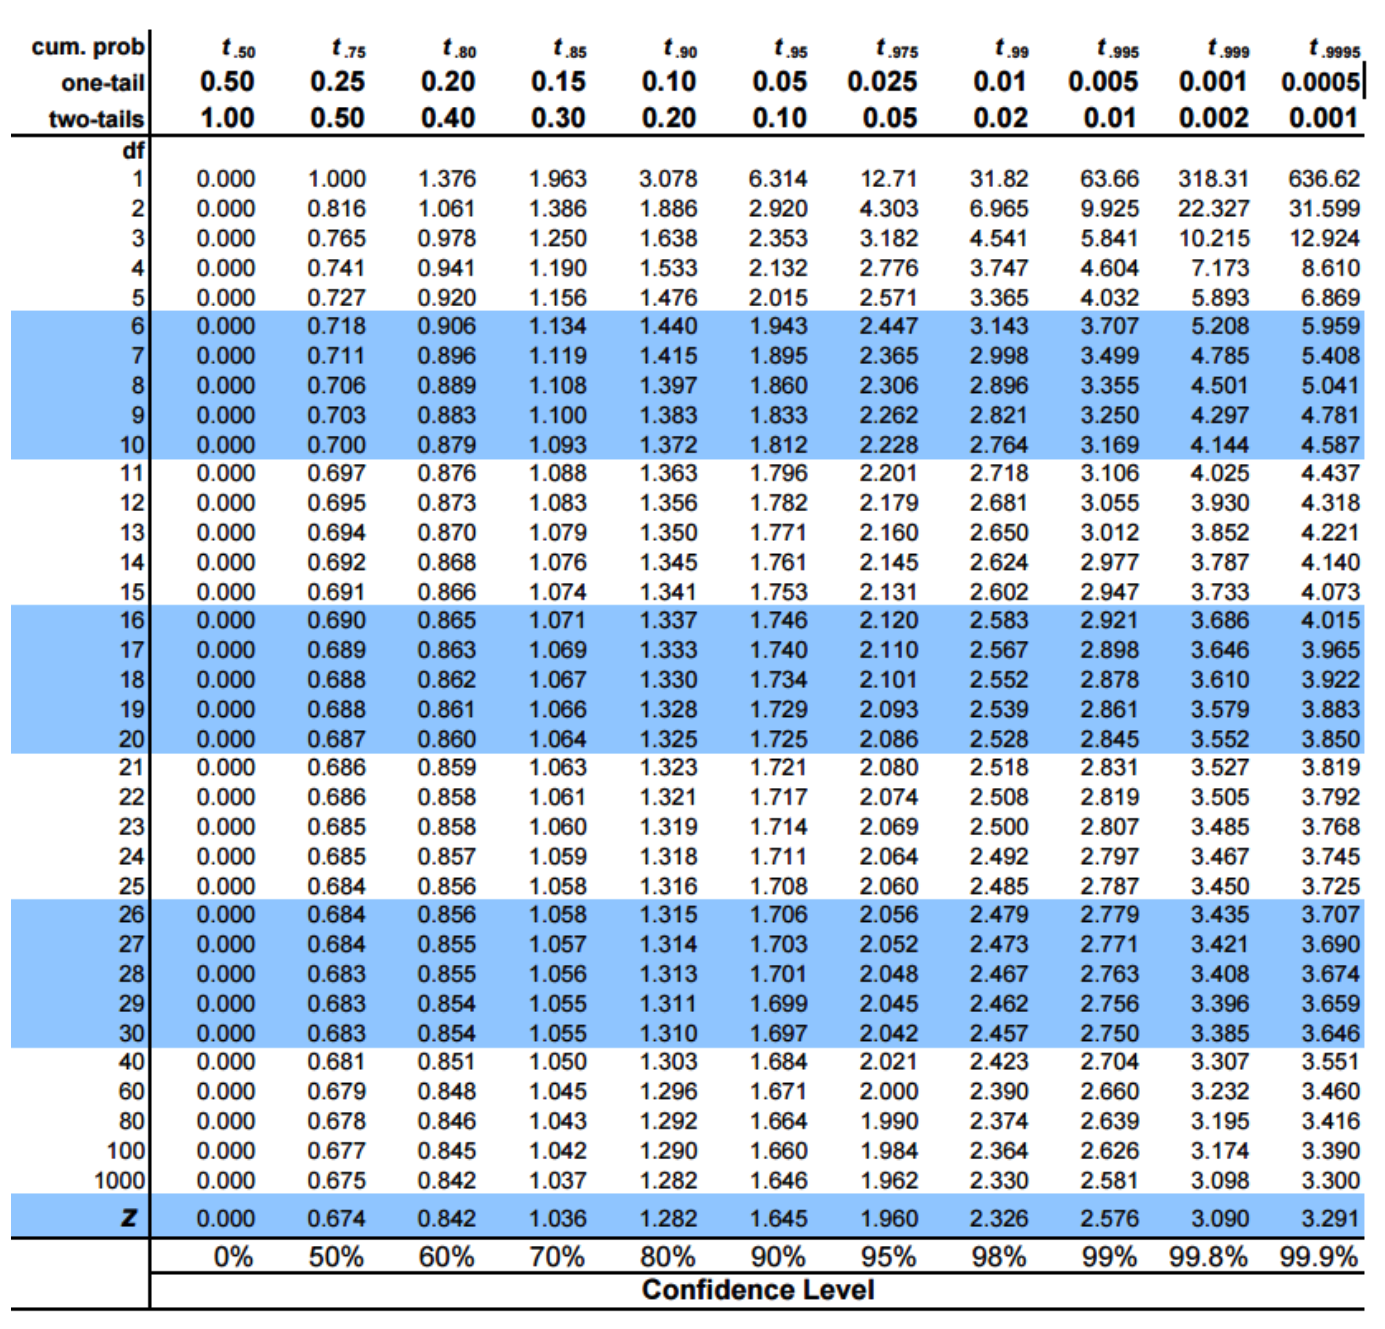 cum. prob t .50 t .75 t .80 t .85 t .90 t .95 t .975 t .99 t .995 t .999 t .9995
one-tail 0.50 0.25 0.20 0.15 0.10 0.05 0.025 0.01 0.005 0.001 0.0005
two-tails 1.00 0.50 0.40 0.30 0.20 0.10 0.05 0.02 0.01 0.002 0.001
df
1 0.000 1.000 1.376 1.963 3.078 6.314 12.71 31.82 63.66 318.31 636.62
2 0.000 0.816 1.061 1.386 1.886 2.920 4.303 6.965 9.925 22.327 31.599
3 0.000 0.765 0.978 1.250 1.638 2.353 3.182 4.541 5.841 10.215 12.924
4 0.000 0.741 0.941 1.190 1.533 2.132 2.776 3.747 4.604 7.173 8.610
5 0.000 0.727 0.920 1.156 1.476 2.015 2.571 3.365 4.032 5.893 6.869
6 0.000 0.718 0.906 1.134 1.440 1.943 2.447 3.143 3.707 5.208 5.959
7 0.000 0.711 0.896 1.119 1.415 1.895 2.365 2.998 3.499 4.785 5.408
8 0.000 0.706 0.889 1.108 1.397 1.860 2.306 2.896 3.355 4.501 5.041
9 0.000 0.703 0.883 1.100 1.383 1.833 2.262 2.821 3.250 4.297 4.781
10 0.000 0.700 0.879 1.093 1.372 1.812 2.228 2.764 3.169 4.144 4.587
11 0.000 0.697 0.876 1.088 1.363 1.796 2.201 2.718 3.106 4.025 4.437
12 0.000 0.695 0.873 1.083 1.356 1.782 2.179 2.681 3.055 3.930 4.318
13 0.000 0.694 0.870 1.079 1.350 1.771 2.160 2.650 3.012 3.852 4.221
14 0.000 0.692 0.868 1.076 1.345 1.761 2.145 2.624 2.977 3.787 4.140
15 0.000 0.691 0.866 1.074 1.341 1.753 2.131 2.602 2.947 3.733 4.073
16 0.000 0.690 0.865 1.071 1.337 1.746 2.120 2.583 2.921 3.686 4.015
17 0.000 0.689 0.863 1.069 1.333 1.740 2.110 2.567 2.898 3.646 3.965
18 0.000 0.688 0.862 1.067 1.330 1.734 2.101 2.552 2.878 3.610 3.922
19 0.000 0.688 0.861 1.066 1.328 1.729 2.093 2.539 2.861 3.579 3.883
20 0.000 0.687 0.860 1.064 1.325 1.725 2.086 2.528 2.845 3.552 3.850
21 0.000 0.686 0.859 1.063 1.323 1.721 2.080 2.518 2.831 3.527 3.819
22 0.000 0.686 0.858 1.061 1.321 1.717 2.074 2.508 2.819 3.505 3.792
23 0.000 0.685 0.858 1.060 1.319 1.714 2.069 2.500 2.807 3.485 3.768
24 0.000 0.685 0.857 1.059 1.318 1.711 2.064 2.492 2.797 3.467 3.745
25 0.000 0.684 0.856 1.058 1.316 1.708 2.060 2.485 2.787 3.450 3.725
26 0.000 0.684 0.856 1.058 1.315 1.706 2.056 2.479 2.779 3.435 3.707
27 0.000 0.684 0.855 1.057 1.314 1.703 2.052 2.473 2.771 3.421 3.690
28 0.000 0.683 0.855 1.056 1.313 1.701 2.048 2.467 2.763 3.408 3.674
29 0.000 0.683 0.854 1.055 1.311 1.699 2.045 2.462 2.756 3.396 3.659
30 0.000 0.683 0.854 1.055 1.310 1.697 2.042 2.457 2.750 3.385 3.646
40 0.000 0.681 0.851 1.050 1.303 1.684 2.021 2.423 2.704 3.307 3.551
60 0.000 0.679 0.848 1.045 1.296 1.671 2.000 2.390 2.660 3.232 3.460
80 0.000 0.678 0.846 1.043 1.292 1.664 1.990 2.374 2.639 3.195 3.416
100 0.000 0.677 0.845 1.042 1.290 1.660 1.984 2.364 2.626 3.174 3.390
1000 0.000 0.675 0.842 1.037 1.282 1.646 1.962 2.330 2.581 3.098 3.300
Z 0.000 0.674 0.842 1.036 1.282 1.645 1.960 2.326 2.576 3.090 3.291
0% 50% 60% 70% 80% 90% 95% 98% 99% 99.8% 99.9%
Confidence Level